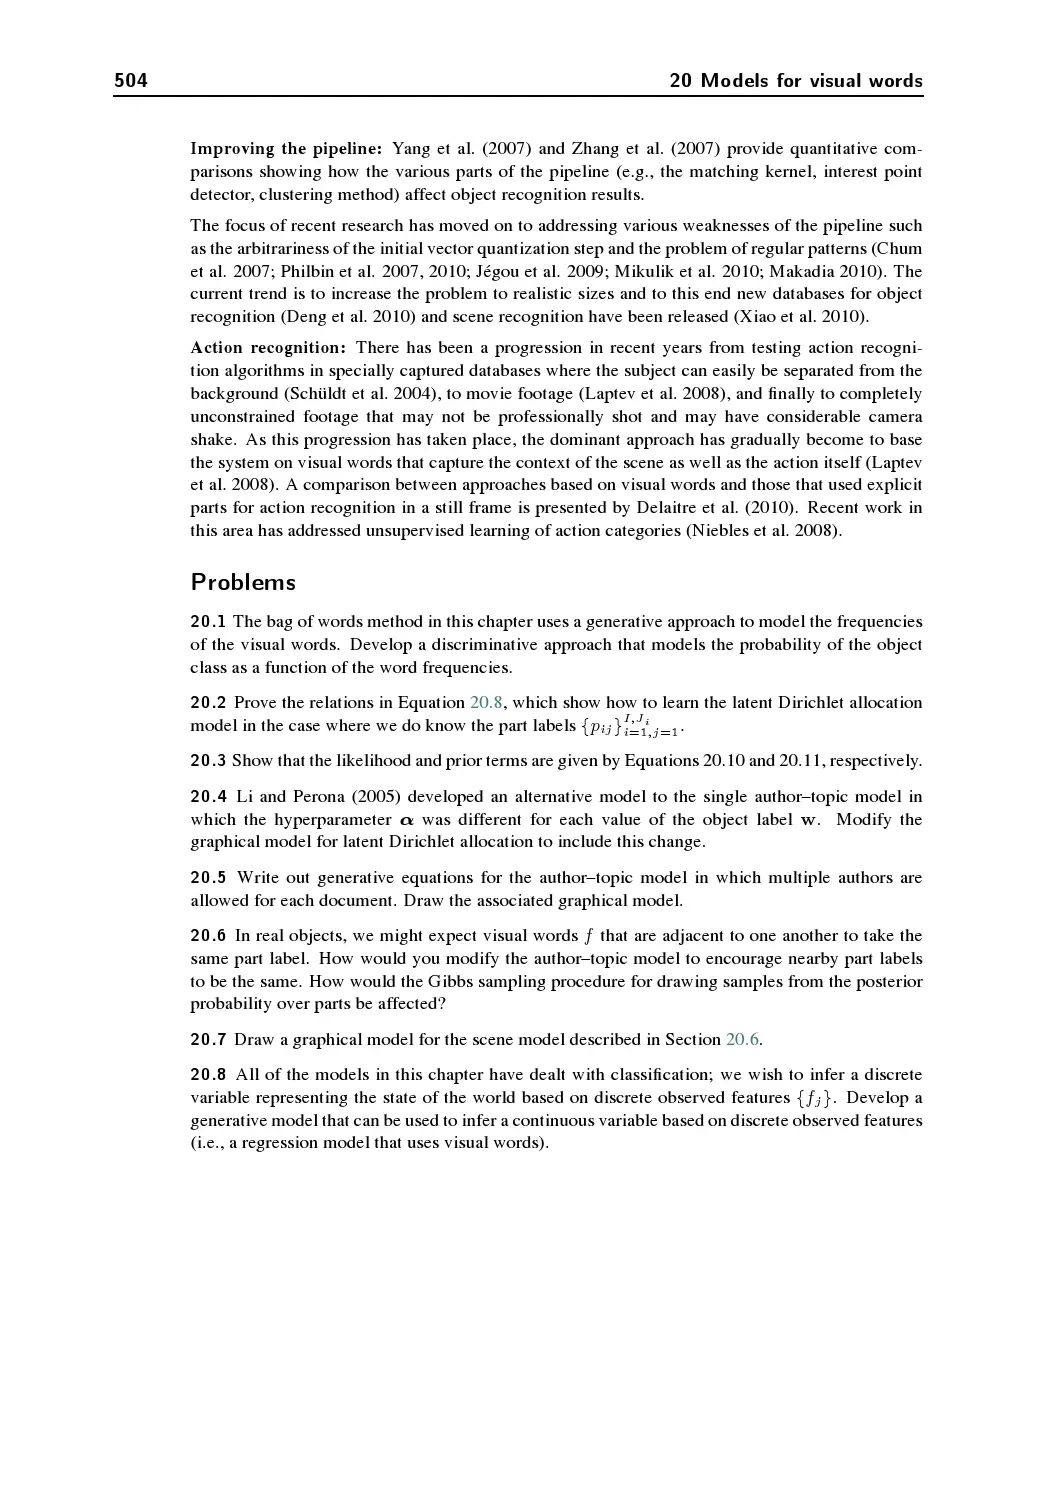 504
20 Models for visual words
Improving the pipeline: Yang et al. (2007) and Zhang et al. (2007) provide quantitative com-
parisons showing how the various parts of the pipeline (e.g., the matching kernel, interest point
detector, clustering method) affect object recognition results.
The focus of recent research has moved on to addressing various weaknesses of the pipeline such
as the arbitrariness of the initial vector quantization step and the problem of regular patterns (Chum
et al. 2007; Philbin et al. 2007, 2010; Jégou et al. 2009; Mikulik et al. 2010; Makadia 2010). The
current trend is to increase the problem to realistic sizes and to this end new databases for object
recognition (Deng et al. 2010) and scene recognition have been released (Xiao et al. 2010).
Action recognition: There has been a progression in recent years from testing action recogni-
tion algorithms in specially captured databases where the subject can easily be separated from the
background (Schüldt et al. 2004), to movie footage (Laptev et al. 2008), and finally to completely
unconstrained footage that may not be professionally shot and may have considerable camera
shake. As this progression has taken place, the dominant approach has gradually become to base
the system on visual words that capture the context of the scene as well as the action itself (Laptev
et al. 2008). A comparison between approaches based on visual words and those that used explicit
parts for action recognition in a still frame is presented by Delaitre et al. (2010). Recent work in
this area has addressed unsupervised learning of action categories (Niebles et al. 2008).
Problems
20.1 The bag of words method in this chapter uses a generative approach to model the frequencies
of the visual words. Develop a discriminative approach that models the probability of the object
class as a function of the word frequencies.
20.2 Prove the relations in Equation 20.8, which show how to learn the latent Dirichlet allocation
model in the case where we do know the part labels {p_{ij}}_{i=1,j=1}^{I,J_i}.
20.3 Show that the likelihood and prior terms are given by Equations 20.10 and 20.11, respectively.
20.4 Li and Perona (2005) developed an alternative model to the single author–topic model in
which the hyperparameter α was different for each value of the object label w. Modify the
graphical model for latent Dirichlet allocation to include this change.
20.5 Write out generative equations for the author–topic model in which multiple authors are
allowed for each document. Draw the associated graphical model.
20.6 In real objects, we might expect visual words f that are adjacent to one another to take the
same part label. How would you modify the author–topic model to encourage nearby part labels
to be the same. How would the Gibbs sampling procedure for drawing samples from the posterior
probability over parts be affected?
20.7 Draw a graphical model for the scene model described in Section 20.6.
20.8 All of the models in this chapter have dealt with classification; we wish to infer a discrete
variable representing the state of the world based on discrete observed features {f_j}. Develop a
generative model that can be used to infer a continuous variable based on discrete observed features
(i.e., a regression model that uses visual words).